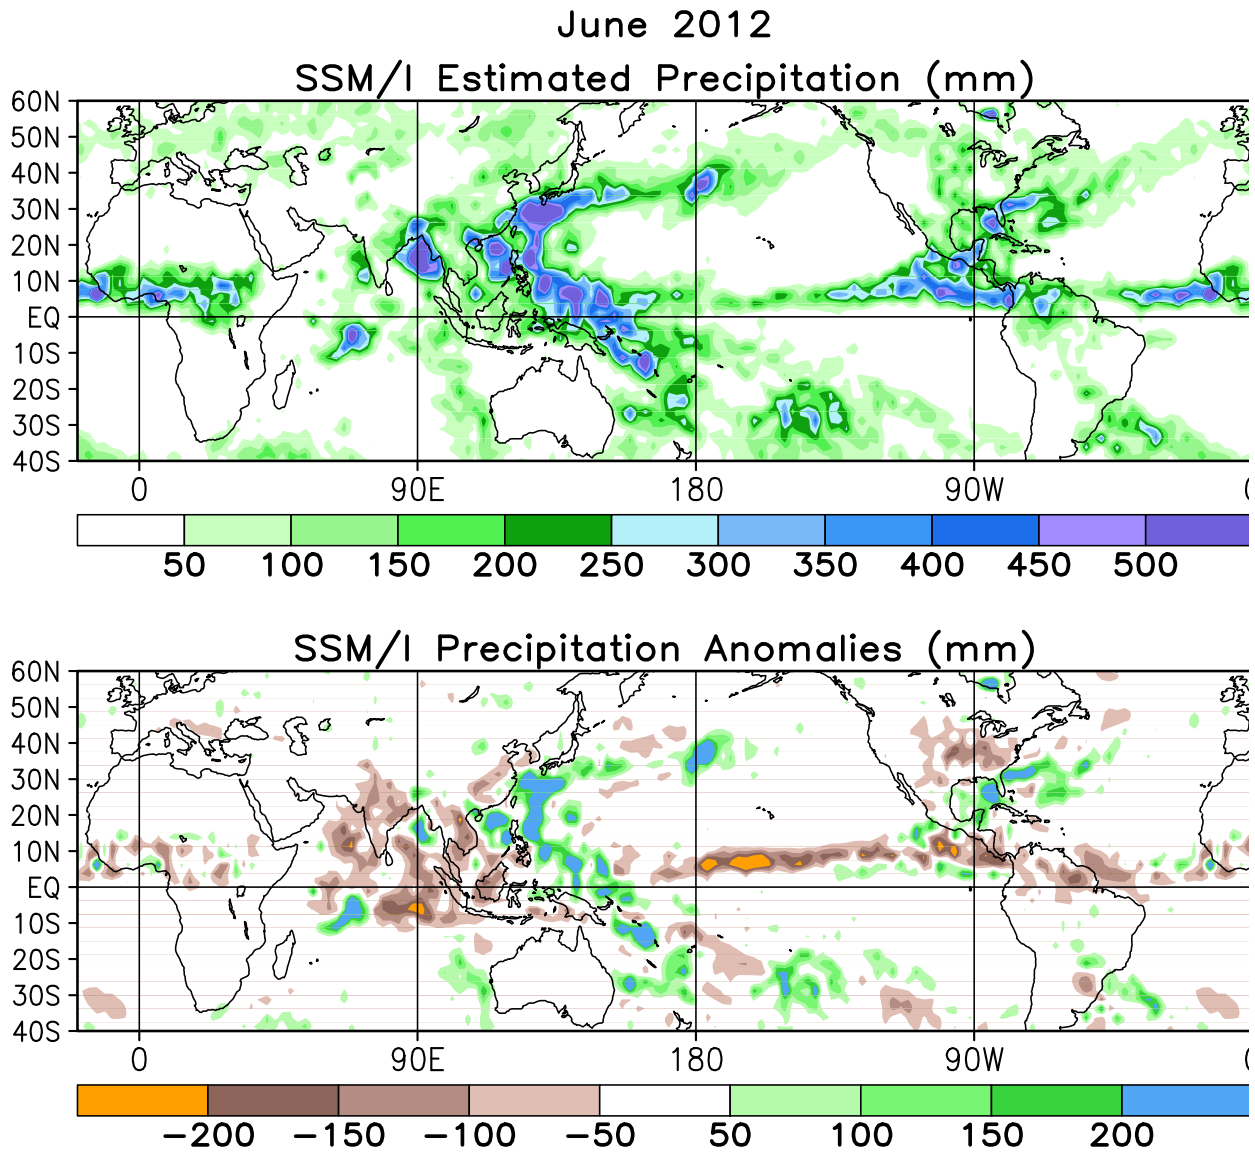 June 2012
SSM/I Estimated Precipitation (mm)
60N
50N
40N
30N
20N
10N
EQ
10S
20S
30S
40S
0 90E 180 90W 0
50 100 150 200 250 300 350 400 450 500
SSM/I Precipitation Anomalies (mm)
60N
50N
40N
30N
20N
10N
EQ
10S
20S
30S
40S
0 90E 180 90W 0
−200 −150 −100 −50 50 100 150 200